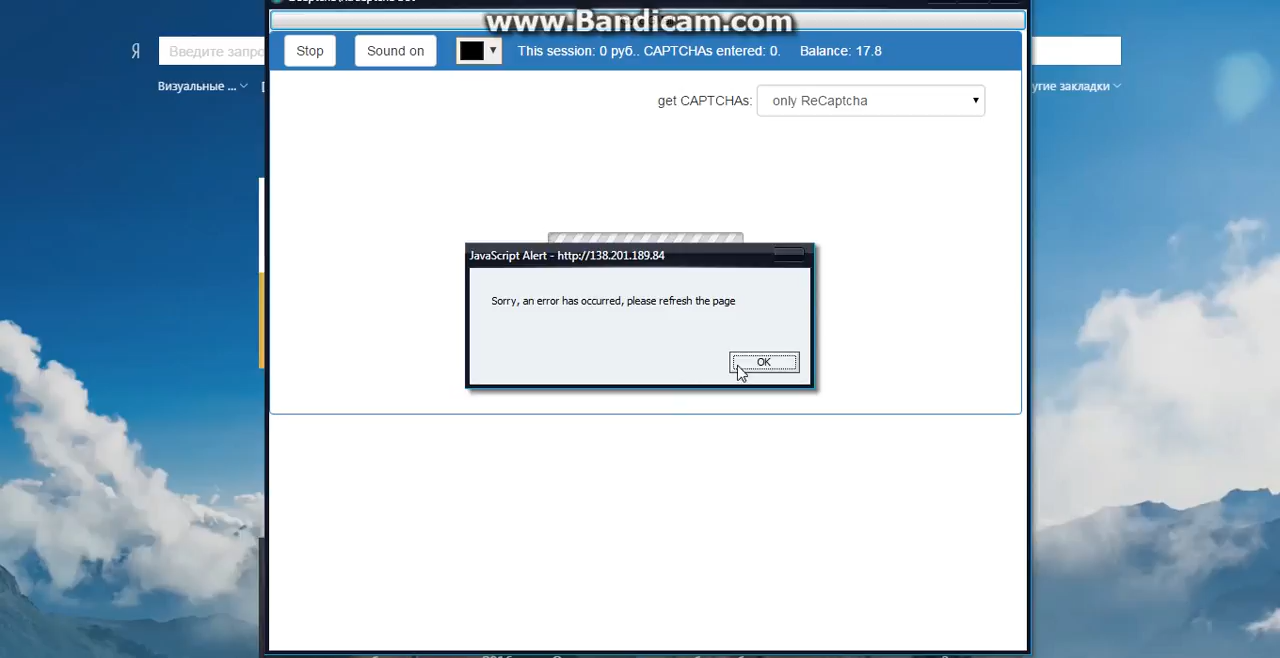 www.Bandicam.com
Я
Введите запро
Stop
Sound on
This session: 0 руб.. CAPTCHAs entered: 0. Balance: 17.8
Визуальные ...
угие закладки
get CAPTCHAs:
only ReCaptcha
JavaScript Alert - http://138.201.189.84
Sorry, an error has occurred, please refresh the page
OK